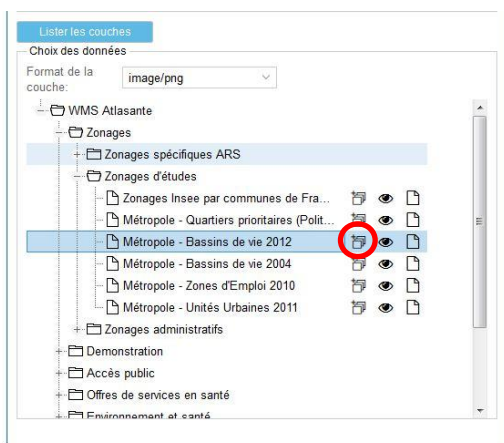 Lister les couches
Choix des données
Format de la
couche:
image/png
WMS Atlasante
Zonages
Zonages spécifiques ARS
Zonages d'études
Zonages Insee par communes de Fra...
Métropole - Quartiers prioritaires (Polit...
Métropole - Bassins de vie 2012
Métropole - Bassins de vie 2004
Métropole - Zones d'Emploi 2010
Métropole - Unités Urbaines 2011
Zonages administratifs
Demonstration
Accès public
Offres de services en santé
Environnement et santé